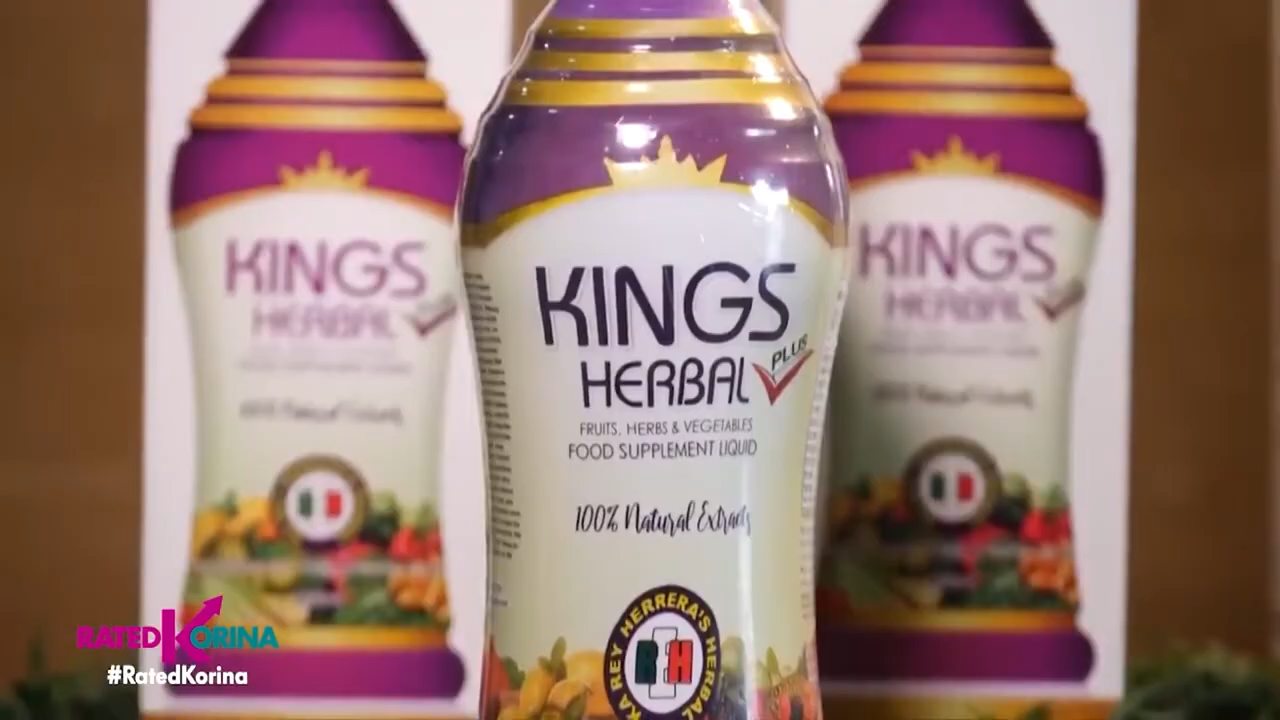 KINGS
HERBAL
PLUS
FRUITS, HERBS & VEGETABLES
FOOD SUPPLEMENT LIQUID
100% Natural Extracts
KA REY HERRERA'S HERBAL
RH
KINGS
HERBAL
KINGS
HERBAL
RATED KORINA
#RatedKorina